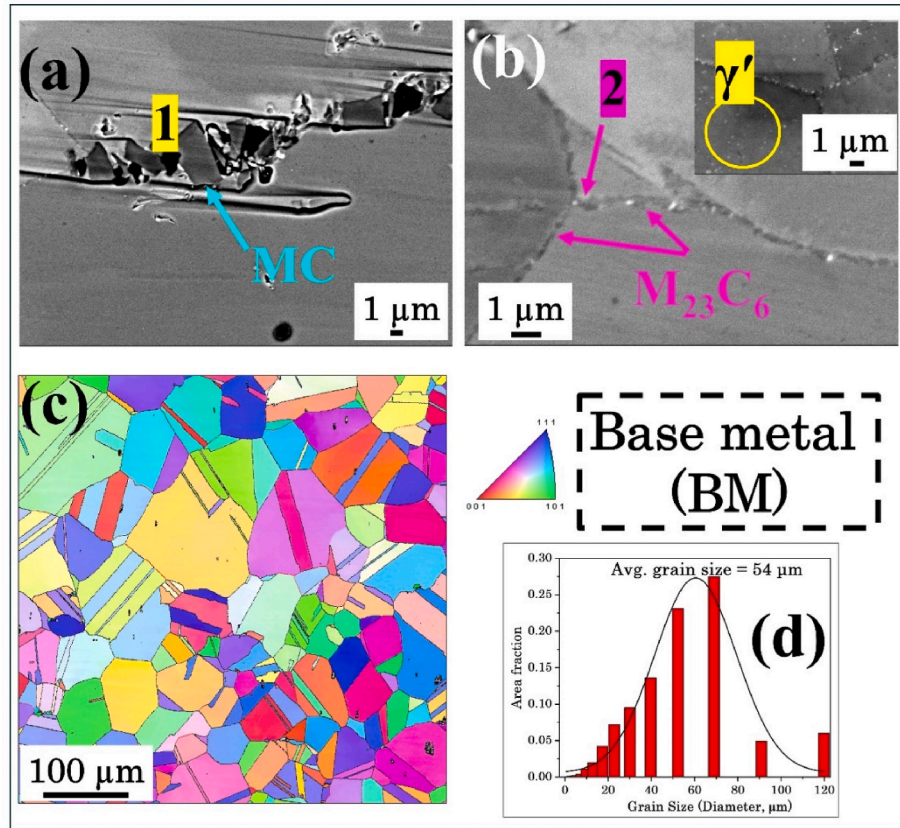 (a)
1
MC
1 µm
(b)
2
γ′
1 µm
M₂₃C₆
1 µm
(c)
100 µm
111
001
101
Base metal
(BM)
Avg. grain size = 54 µm
(d)
Area fraction
0.30
0.25
0.20
0.15
0.10
0.05
0.00
0 20 40 60 80 100 120
Grain Size (Diameter, µm)